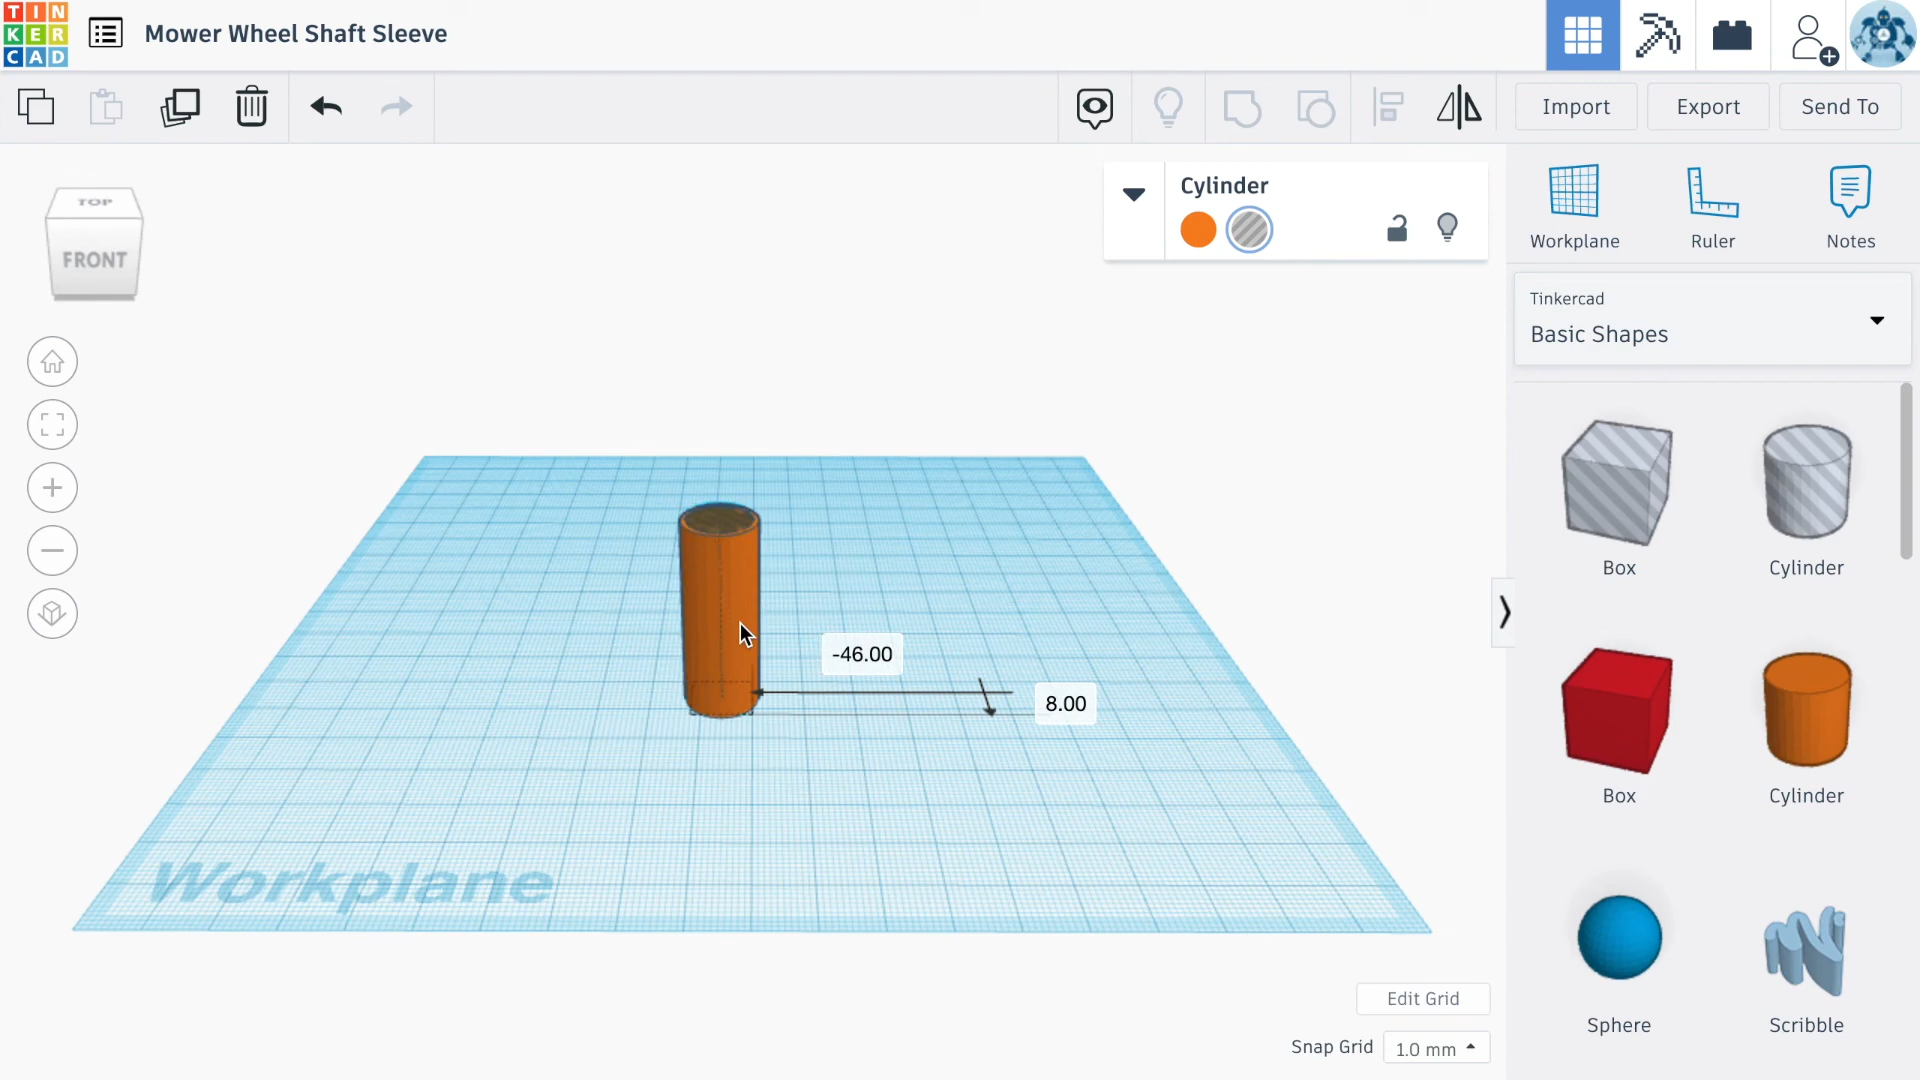 TIN
KER
CAD
Mower Wheel Shaft Sleeve
Import
Export
Send To
TOP
FRONT
Cylinder
Workplane
Ruler
Notes
Tinkercad
Basic Shapes
Box
Cylinder
-46.00
8.00
Box
Cylinder
Workplane
Sphere
Scribble
Edit Grid
Snap Grid
1.0 mm